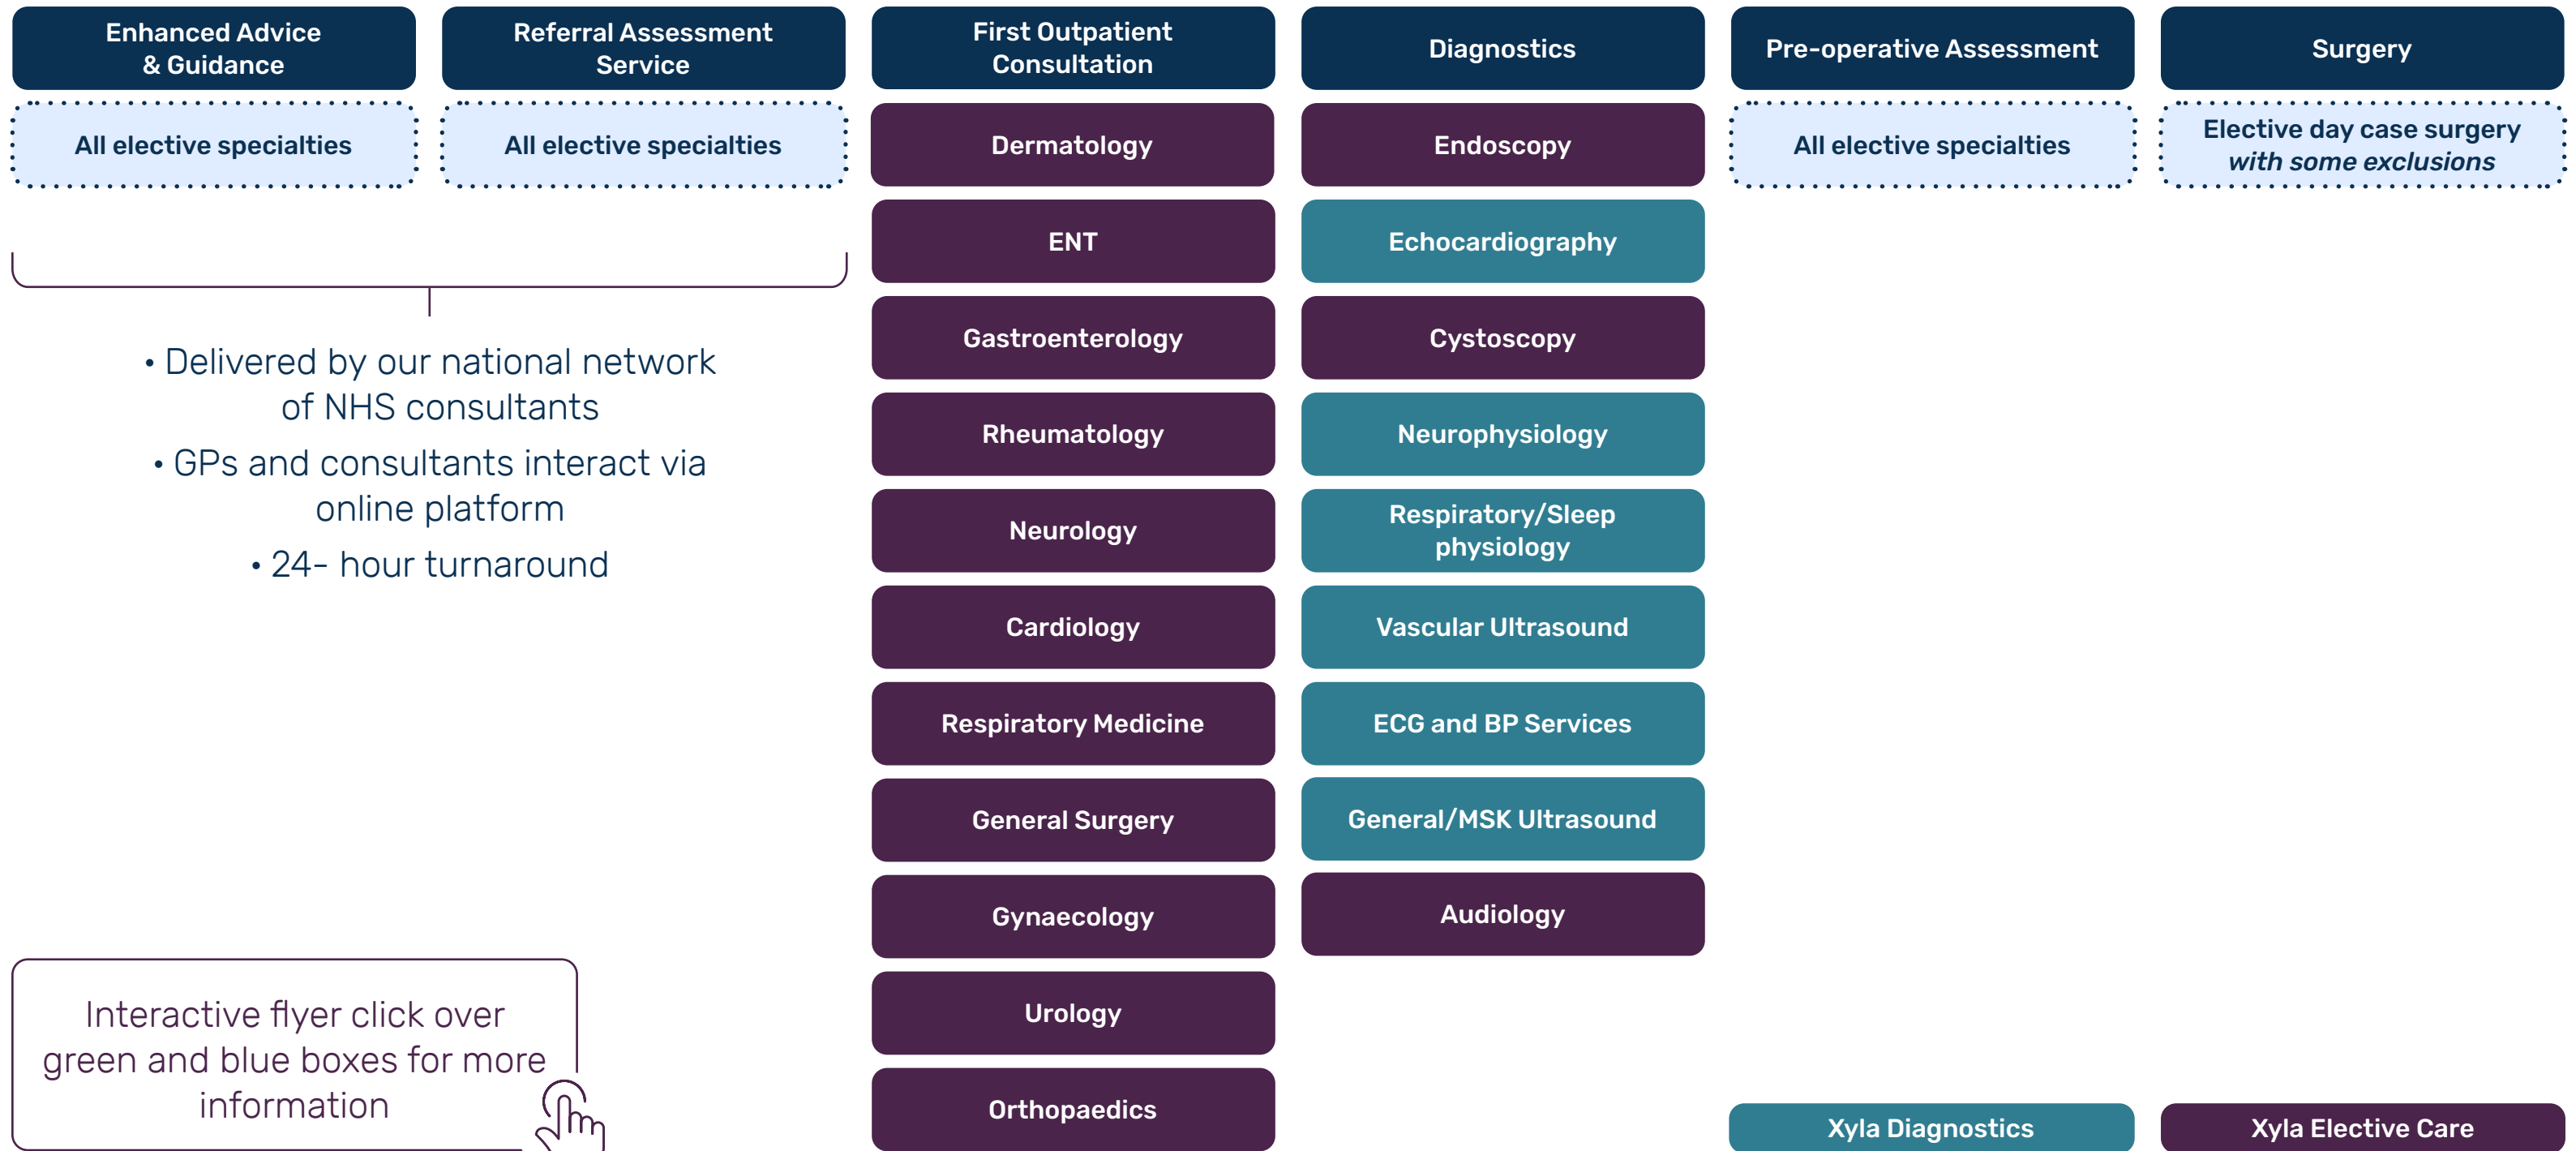 Enhanced Advice
& Guidance
All elective specialties
Referral Assessment
Service
All elective specialties
• Delivered by our national network
of NHS consultants
• GPs and consultants interact via
online platform
• 24- hour turnaround
Interactive flyer click over
green and blue boxes for more
information
First Outpatient
Consultation
Dermatology
ENT
Gastroenterology
Rheumatology
Neurology
Cardiology
Respiratory Medicine
General Surgery
Gynaecology
Urology
Orthopaedics
Diagnostics
Endoscopy
Echocardiography
Cystoscopy
Neurophysiology
Respiratory/Sleep
physiology
Vascular Ultrasound
ECG and BP Services
General/MSK Ultrasound
Audiology
Pre-operative Assessment
All elective specialties
Surgery
Elective day case surgery
with some exclusions
Xyla Diagnostics
Xyla Elective Care